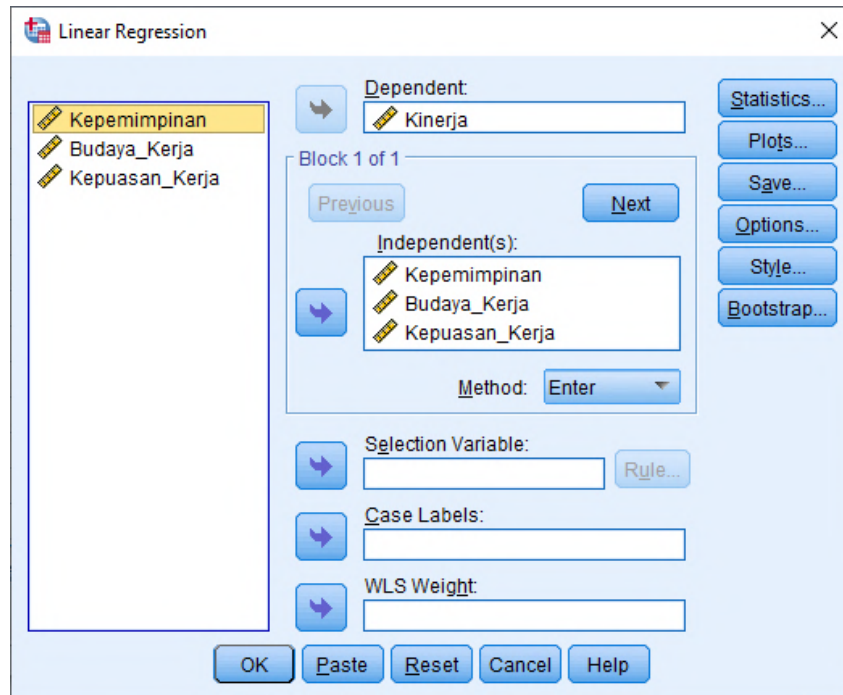 Linear Regression
Kepemimpinan
Budaya_Kerja
Kepuasan_Kerja
Dependent:
Kinerja
Block 1 of 1
Previous
Next
Independent(s):
Kepemimpinan
Budaya_Kerja
Kepuasan_Kerja
Method: Enter
Selection Variable:
Rule...
Case Labels:
WLS Weight:
Statistics...
Plots...
Save...
Options...
Style...
Bootstrap...
OK Paste Reset Cancel Help